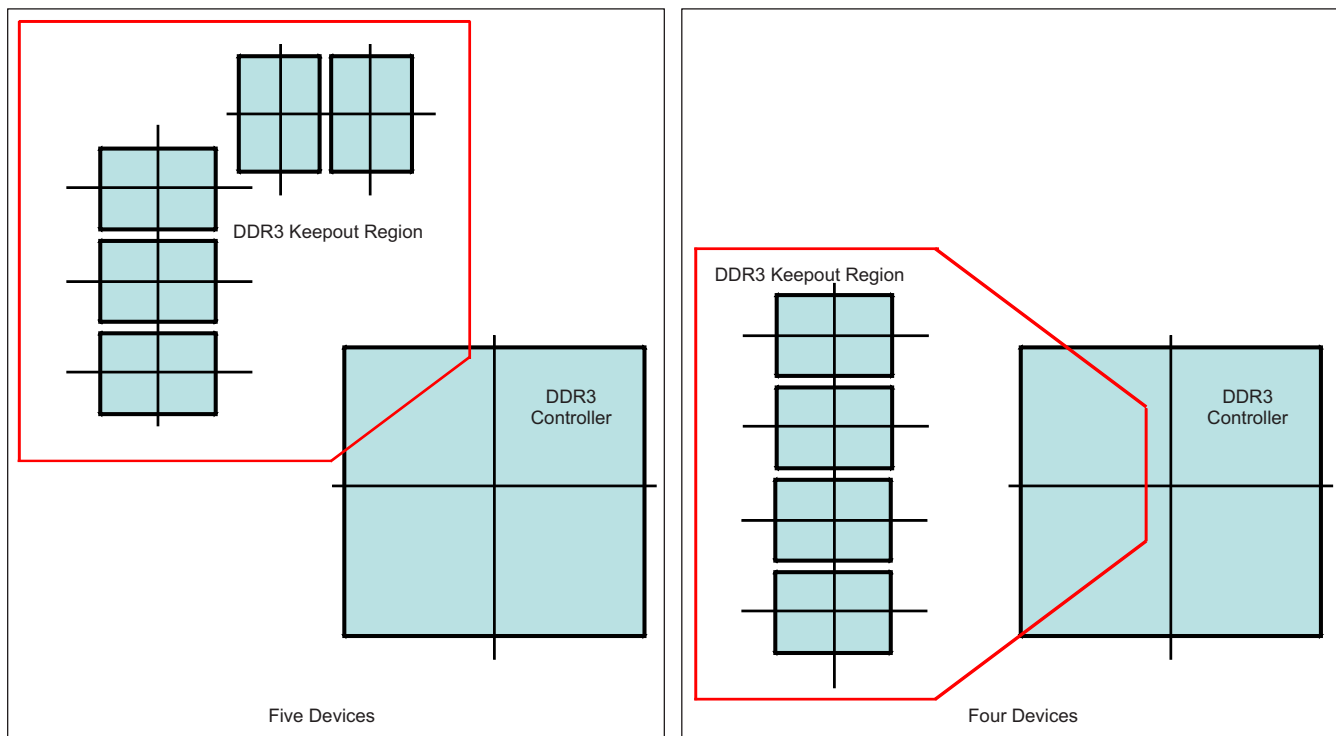 DDR3 Keepout Region
DDR3
Controller
Five Devices
DDR3 Keepout Region
DDR3
Controller
Four Devices